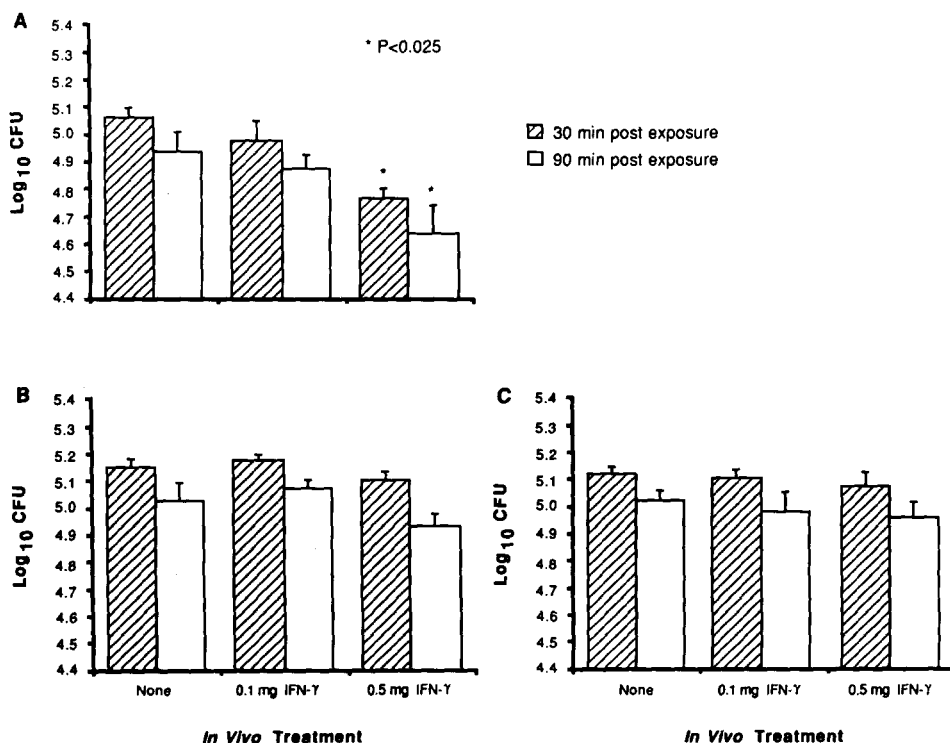 A
5.4
5.3
5.2
5.1
5.0
4.9
4.8
4.7
4.6
4.5
4.4
Log10 CFU
* P<0.025
*
*
30 min post exposure
90 min post exposure
B
5.4
5.3
5.2
5.1
5.0
4.9
4.8
4.7
4.6
4.5
4.4
Log10 CFU
None
0.1 mg IFN-γ
0.5 mg IFN-γ
In Vivo Treatment
C
5.4
5.3
5.2
5.1
5.0
4.9
4.8
4.7
4.6
4.5
4.4
Log10 CFU
None
0.1 mg IFN-γ
0.5 mg IFN-γ
In Vivo Treatment